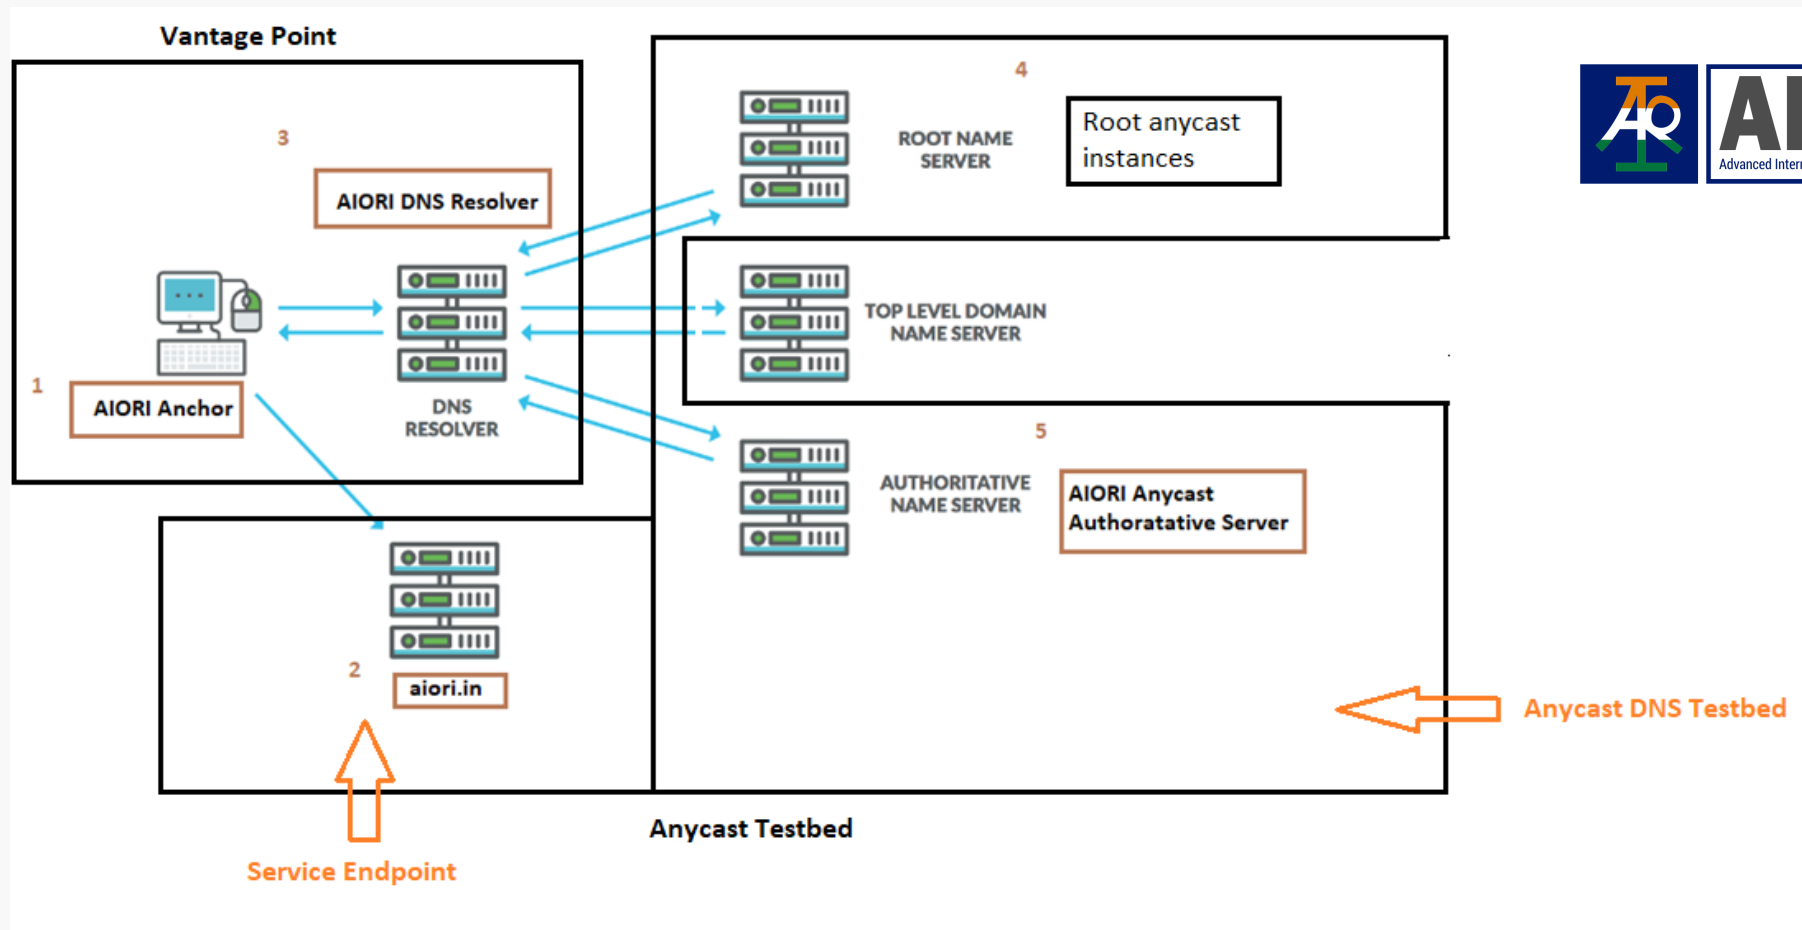 Vantage Point
3
AIORI DNS Resolver
1
AIORI Anchor
DNS
RESOLVER
4
ROOT NAME
SERVER
Root anycast
instances
TOP LEVEL DOMAIN
NAME SERVER
5
AUTHORITATIVE
NAME SERVER
AIORI Anycast
Authoratative Server
2
aiori.in
Service Endpoint
Anycast Testbed
Anycast DNS Testbed
Advanced